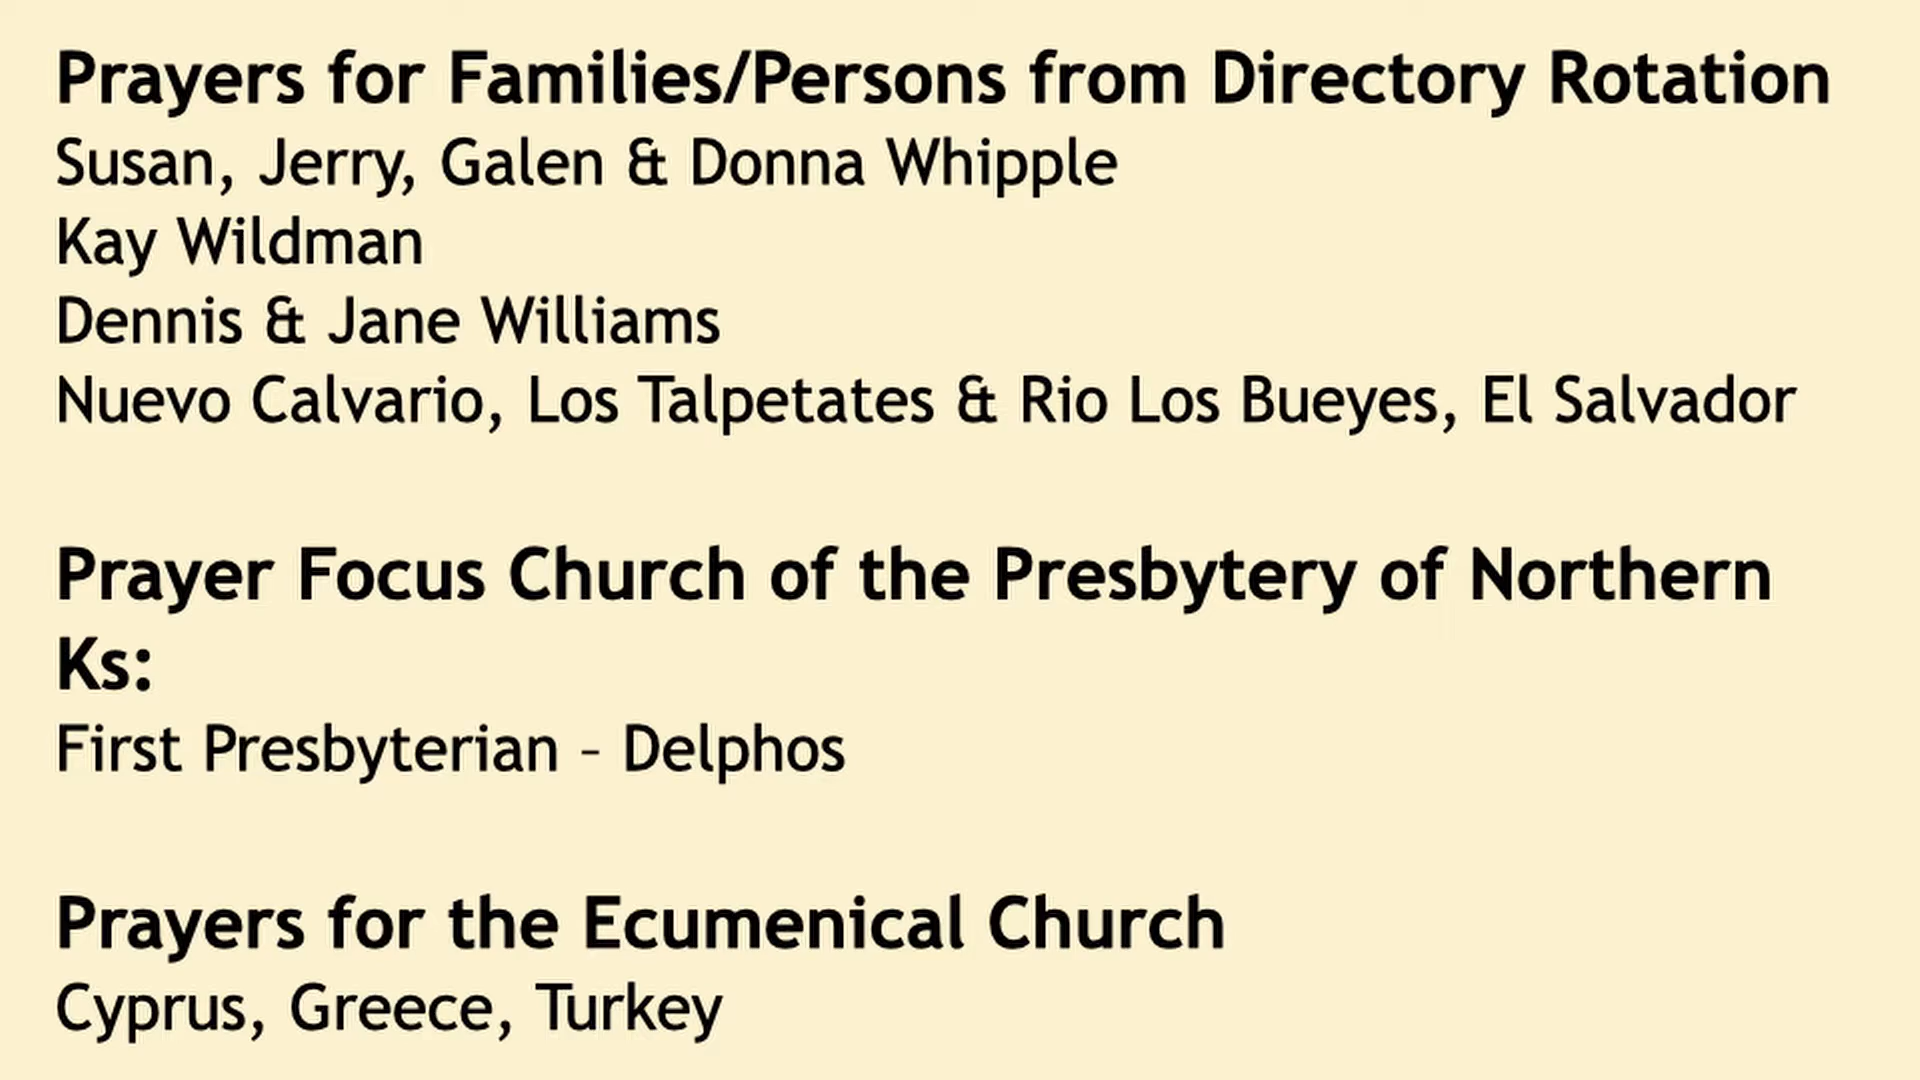 Prayers for Families/Persons from Directory Rotation
Susan, Jerry, Galen & Donna Whipple
Kay Wildman
Dennis & Jane Williams
Nuevo Calvario, Los Talpetates & Rio Los Bueyes, El Salvador
Prayer Focus Church of the Presbytery of Northern
Ks:
First Presbyterian – Delphos
Prayers for the Ecumenical Church
Cyprus, Greece, Turkey